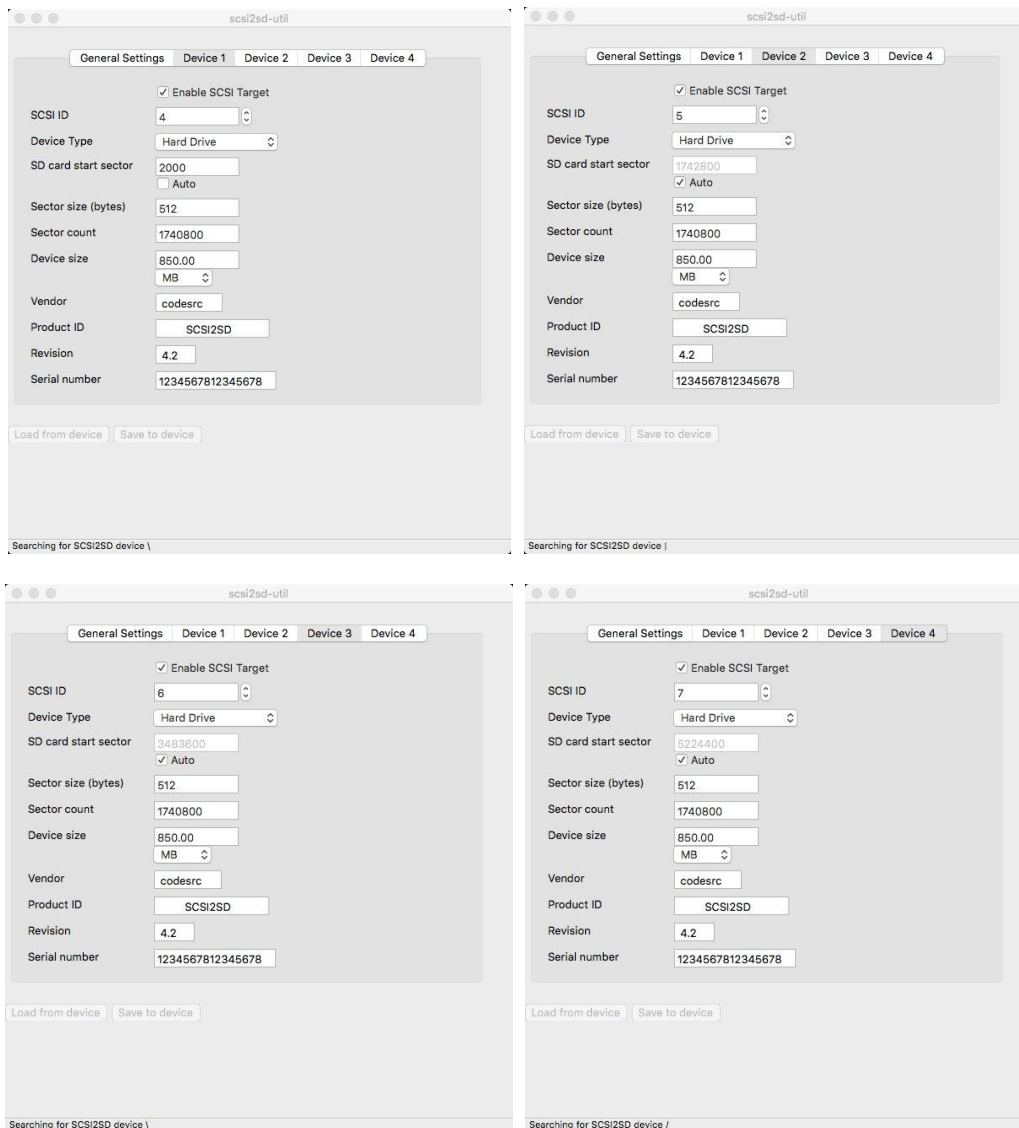 scsi2sd-util
General Settings Device 1 Device 2 Device 3 Device 4
Enable SCSI Target
SCSI ID 4
Device Type Hard Drive
SD card start sector 2000
Auto
Sector size (bytes) 512
Sector count 1740800
Device size 850.00
MB
Vendor codesrc
Product ID SCSI2SD
Revision 4.2
Serial number 1234567812345678
Load from device Save to device
Searching for SCSI2SD device \
scsi2sd-util
General Settings Device 1 Device 2 Device 3 Device 4
Enable SCSI Target
SCSI ID 5
Device Type Hard Drive
SD card start sector 1742800
Auto
Sector size (bytes) 512
Sector count 1740800
Device size 850.00
MB
Vendor codesrc
Product ID SCSI2SD
Revision 4.2
Serial number 1234567812345678
Load from device Save to device
Searching for SCSI2SD device |
scsi2sd-util
General Settings Device 1 Device 2 Device 3 Device 4
Enable SCSI Target
SCSI ID 6
Device Type Hard Drive
SD card start sector 3483600
Auto
Sector size (bytes) 512
Sector count 1740800
Device size 850.00
MB
Vendor codesrc
Product ID SCSI2SD
Revision 4.2
Serial number 1234567812345678
Load from device Save to device
Searching for SCSI2SD device \
scsi2sd-util
General Settings Device 1 Device 2 Device 3 Device 4
Enable SCSI Target
SCSI ID 7
Device Type Hard Drive
SD card start sector 5224400
Auto
Sector size (bytes) 512
Sector count 1740800
Device size 850.00
MB
Vendor codesrc
Product ID SCSI2SD
Revision 4.2
Serial number 1234567812345678
Load from device Save to device
Searching for SCSI2SD device /